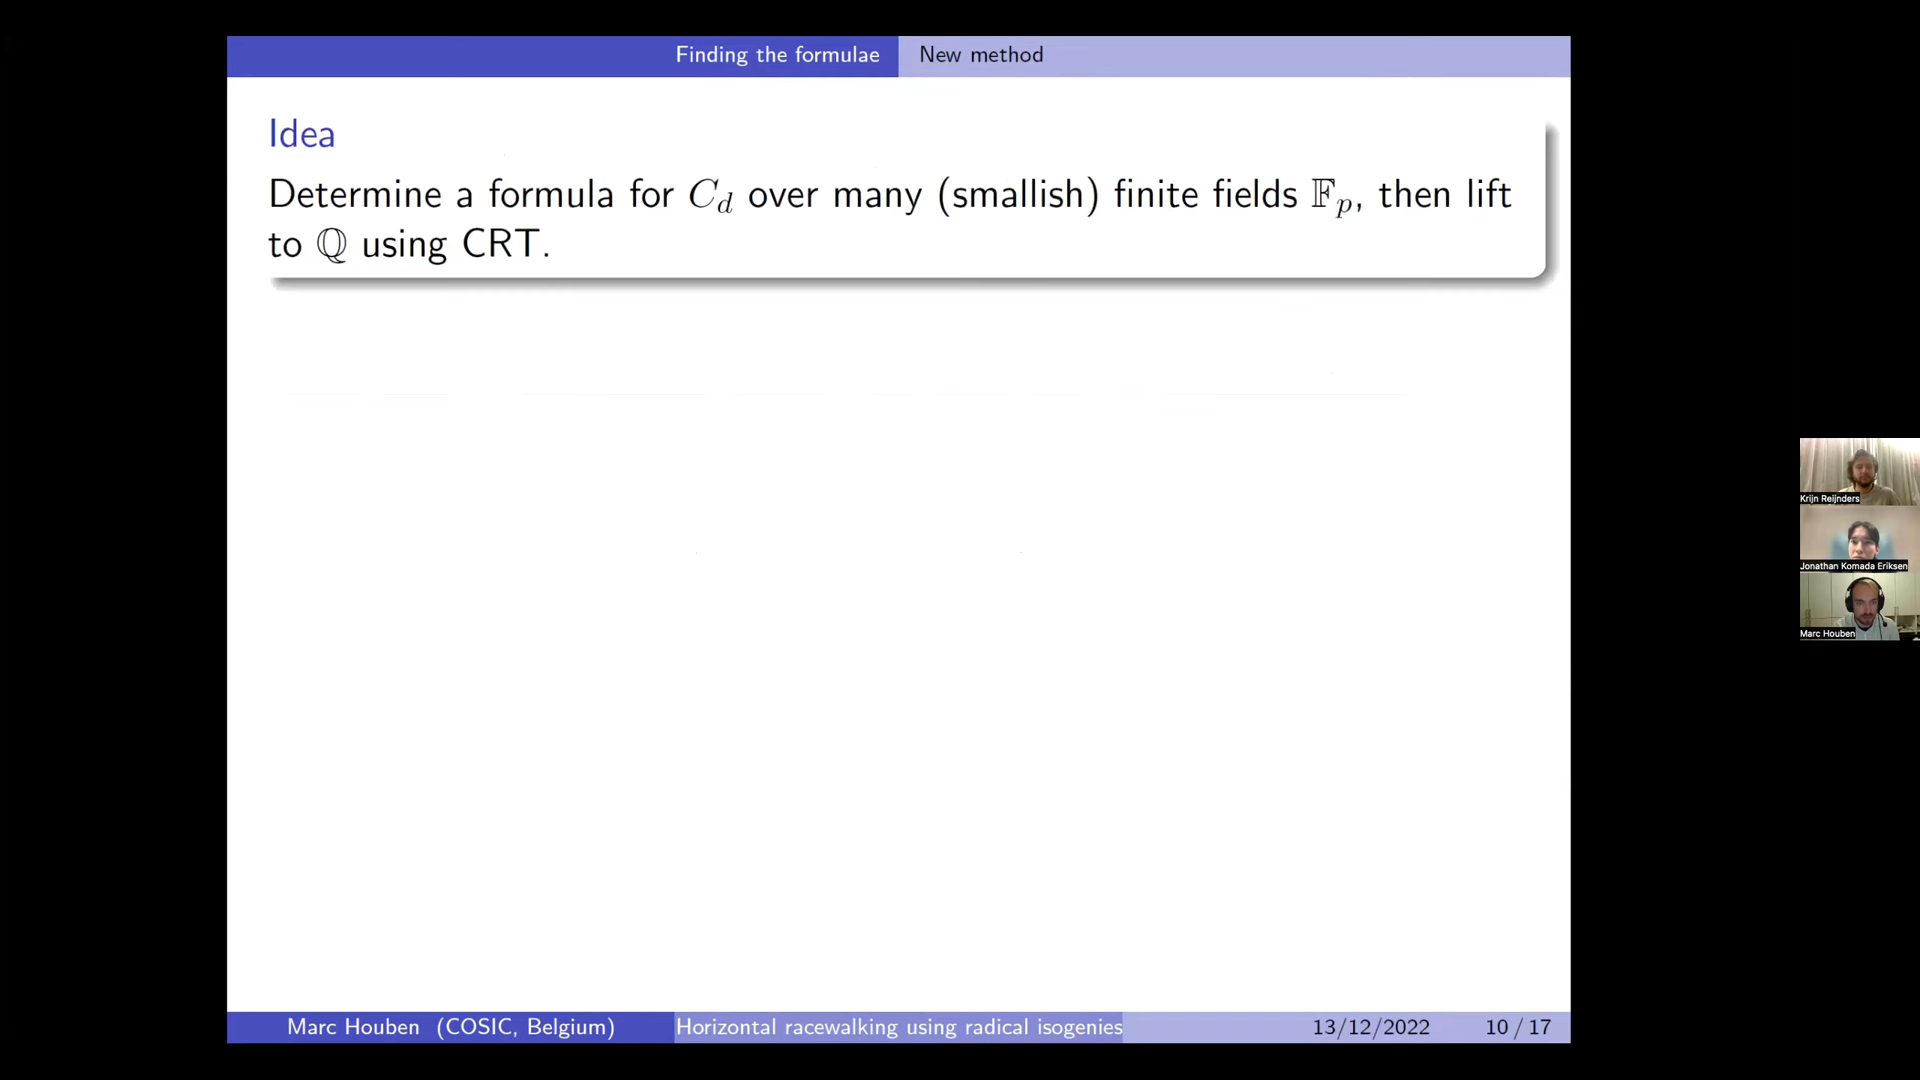 Finding the formulae New method
Idea
Determine a formula for C_d over many (smallish) finite fields 𝔽_p, then lift
to ℚ using CRT.
Krijn Reijnders
Jonathan Komada Eriksen
Marc Houben
Marc Houben (COSIC, Belgium) Horizontal racewalking using radical isogenies 13/12/2022 10 / 17